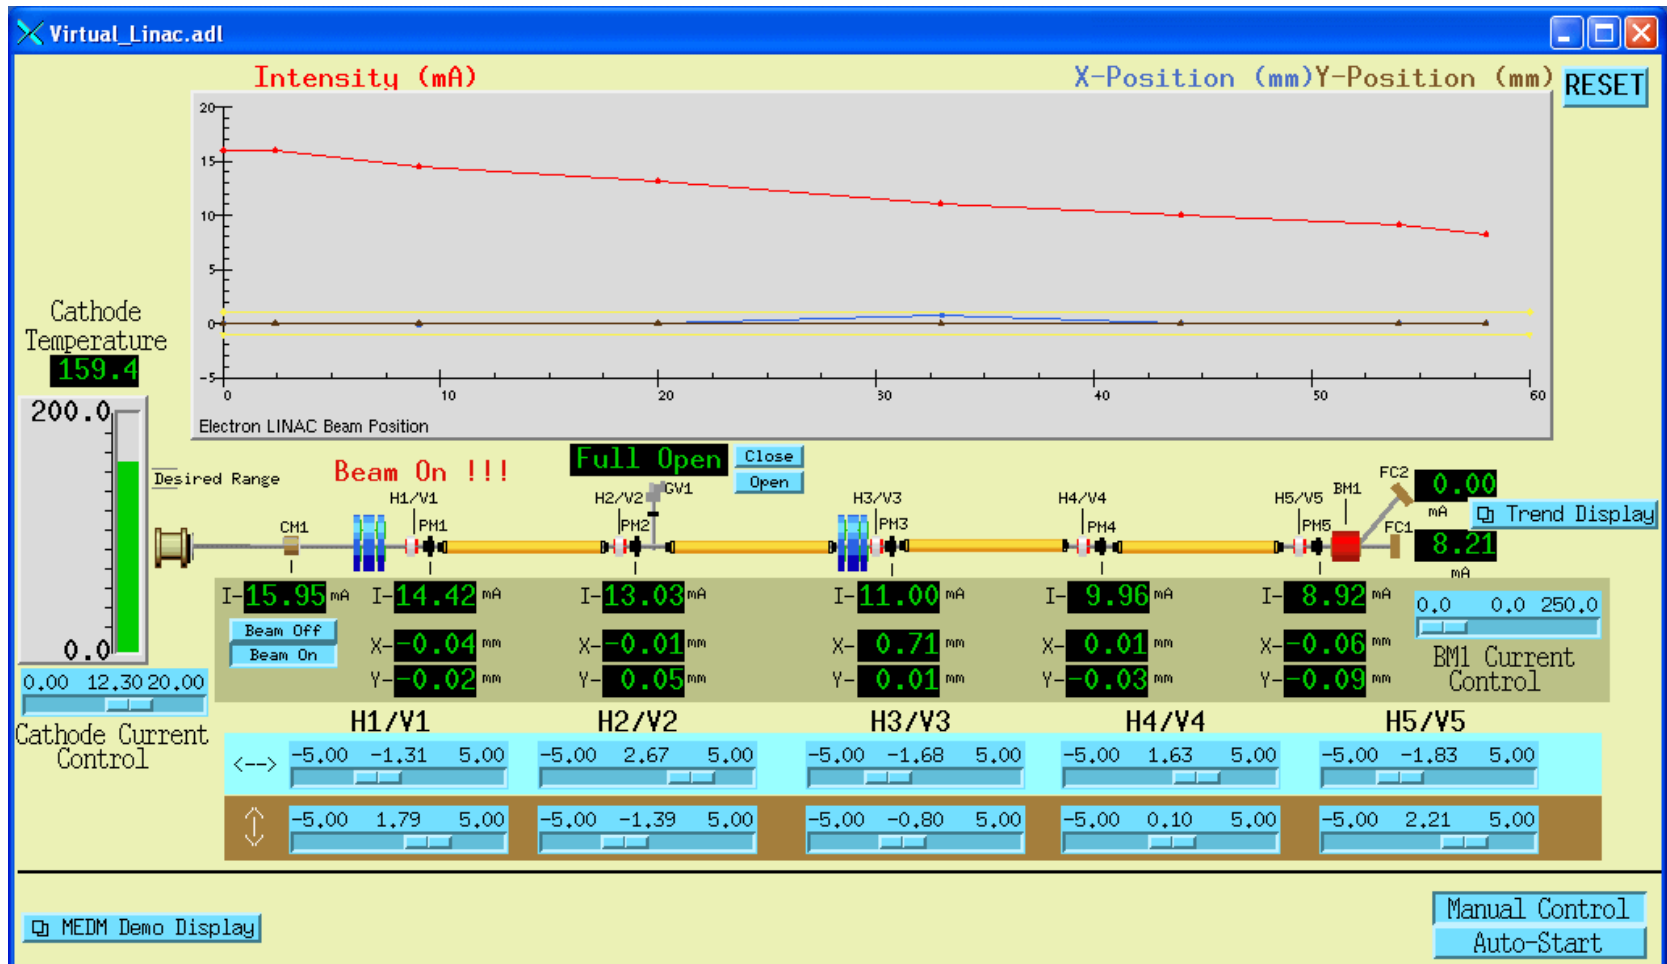 Virtual_Linac.adl
Intensity (mA)
X-Position (mm)Y-Position (mm)
RESET
20
15
10
5
0
-5
0 10 20 30 40 50 60
Electron LINAC Beam Position
Cathode
Temperature
159.4
200.0
0.0
Desired Range
Beam On !!!
Full Open
Close
Open
GV1
H1/V1 H2/V2 H3/V3 H4/V4 H5/V5
CM1 PM1 PM2 PM3 PM4 PM5
BM1
FC2
0.00
mA
Trend Display
FC1
8.21
mA
I-15.95 mA I-14.42 mA I-13.03 mA I-11.00 mA I- 9.96 mA I- 8.92 mA
Beam Off
Beam On
X--0.04 mm X--0.01 mm X- 0.71 mm X- 0.01 mm X--0.06 mm
Y--0.02 mm Y- 0.05 mm Y- 0.01 mm Y--0.03 mm Y--0.09 mm
0.0 0.0 250.0
BM1 Current
Control
0.00 12.30 20.00
Cathode Current
Control
H1/V1 H2/V2 H3/V3 H4/V4 H5/V5
<--> -5.00 -1.31 5.00 -5.00 2.67 5.00 -5.00 -1.68 5.00 -5.00 1.63 5.00 -5.00 -1.83 5.00
-5.00 1.79 5.00 -5.00 -1.39 5.00 -5.00 -0.80 5.00 -5.00 0.10 5.00 -5.00 2.21 5.00
MEDM Demo Display
Manual Control
Auto-Start